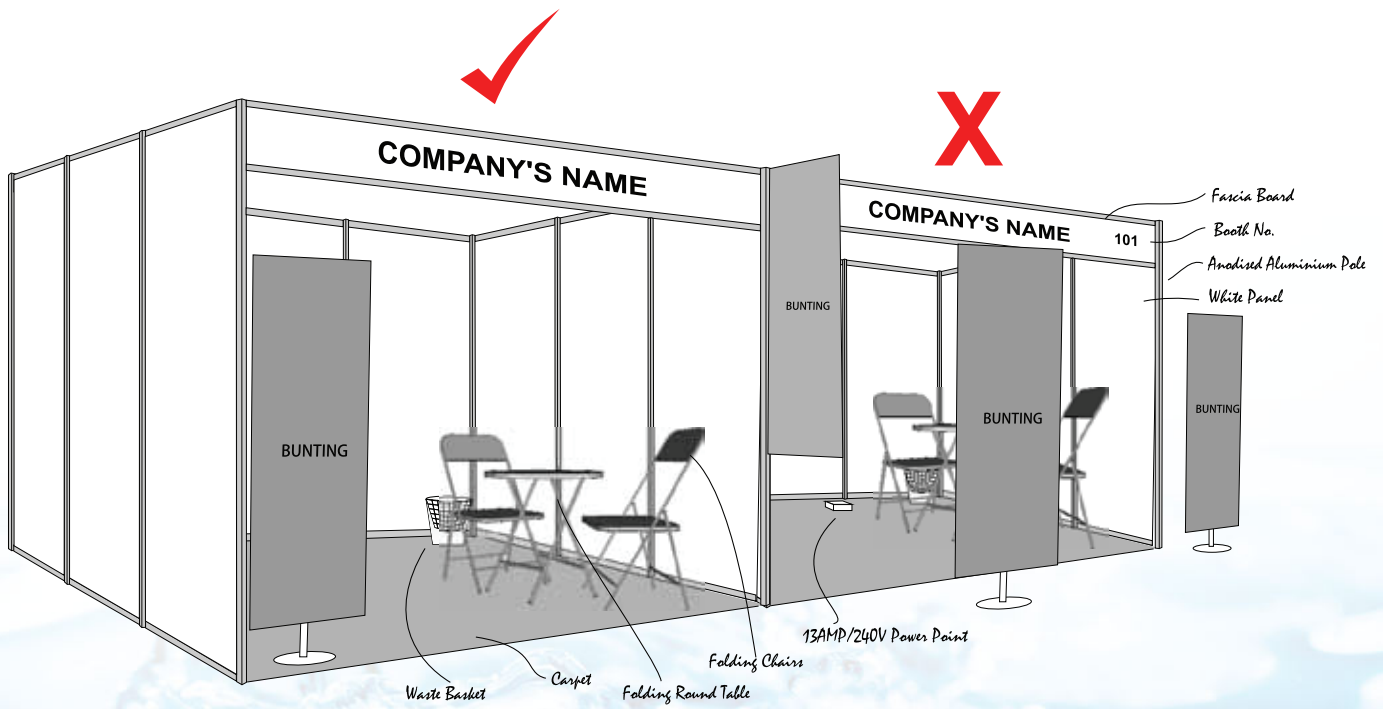 COMPANY'S NAME
COMPANY'S NAME
101
Fascia Board
Booth No.
Anodised Aluminium Pole
White Panel
BUNTING
BUNTING
BUNTING
BUNTING
13AMP/240V Power Point
Folding Chairs
Folding Round Table
Carpet
Waste Basket